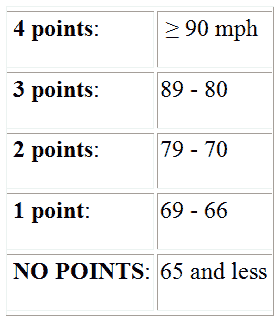 4 points: ≥ 90 mph
3 points: 89 - 80
2 points: 79 - 70
1 point: 69 - 66
NO POINTS: 65 and less